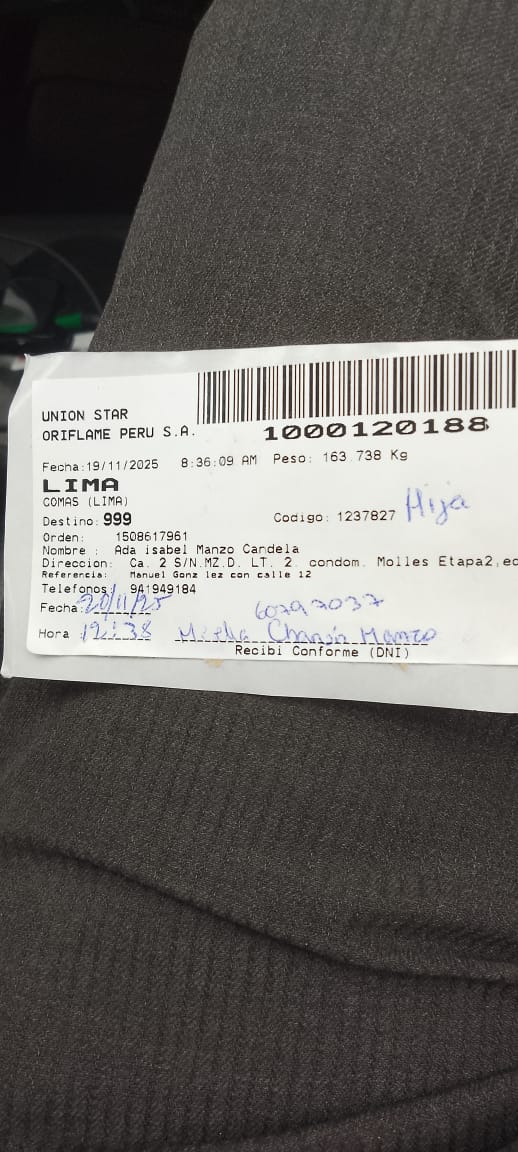 UNION STAR
ORIFLAME PERU S.A.
1000120188
Fecha:19/11/2025 8:36:09 AM Peso: 163.738 Kg
LIMA
COMAS (LIMA)
Destino: 999 Codigo: 1237827 Hija
Orden: 1508617961
Nombre : Ada isabel Manzo Candela
Direccion: Ca. 2 S/N.MZ.D. LT. 2. condom. Molles Etapa2,ed
Referencia: Manuel Gonz lez con calle 12
Telefonos: 941949184
Fecha: 20/11/25 60797037
Hora 12:38 Manzo
Recibi Conforme (DNI)